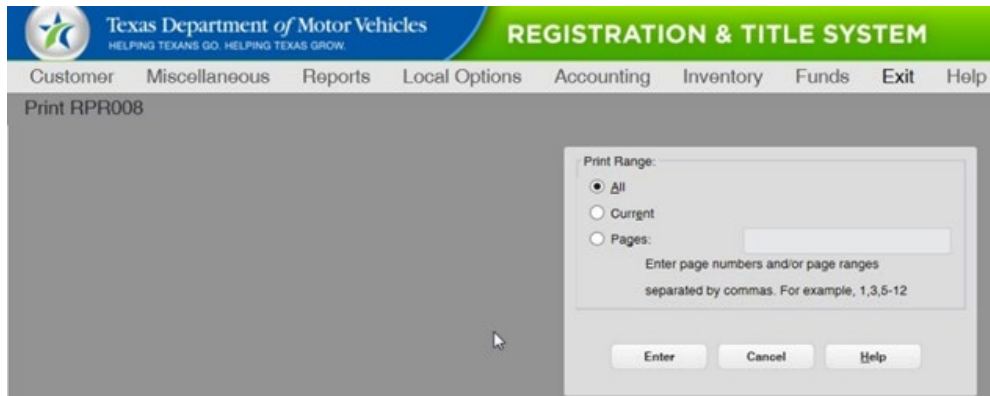 Texas Department of Motor Vehicles
HELPING TEXANS GO. HELPING TEXAS GROW.
REGISTRATION & TITLE SYSTEM
Customer Miscellaneous Reports Local Options Accounting Inventory Funds Exit Help
Print RPR008
Print Range:
All
Current
Pages:
Enter page numbers and/or page ranges
separated by commas. For example, 1,3,5-12
Enter Cancel Help